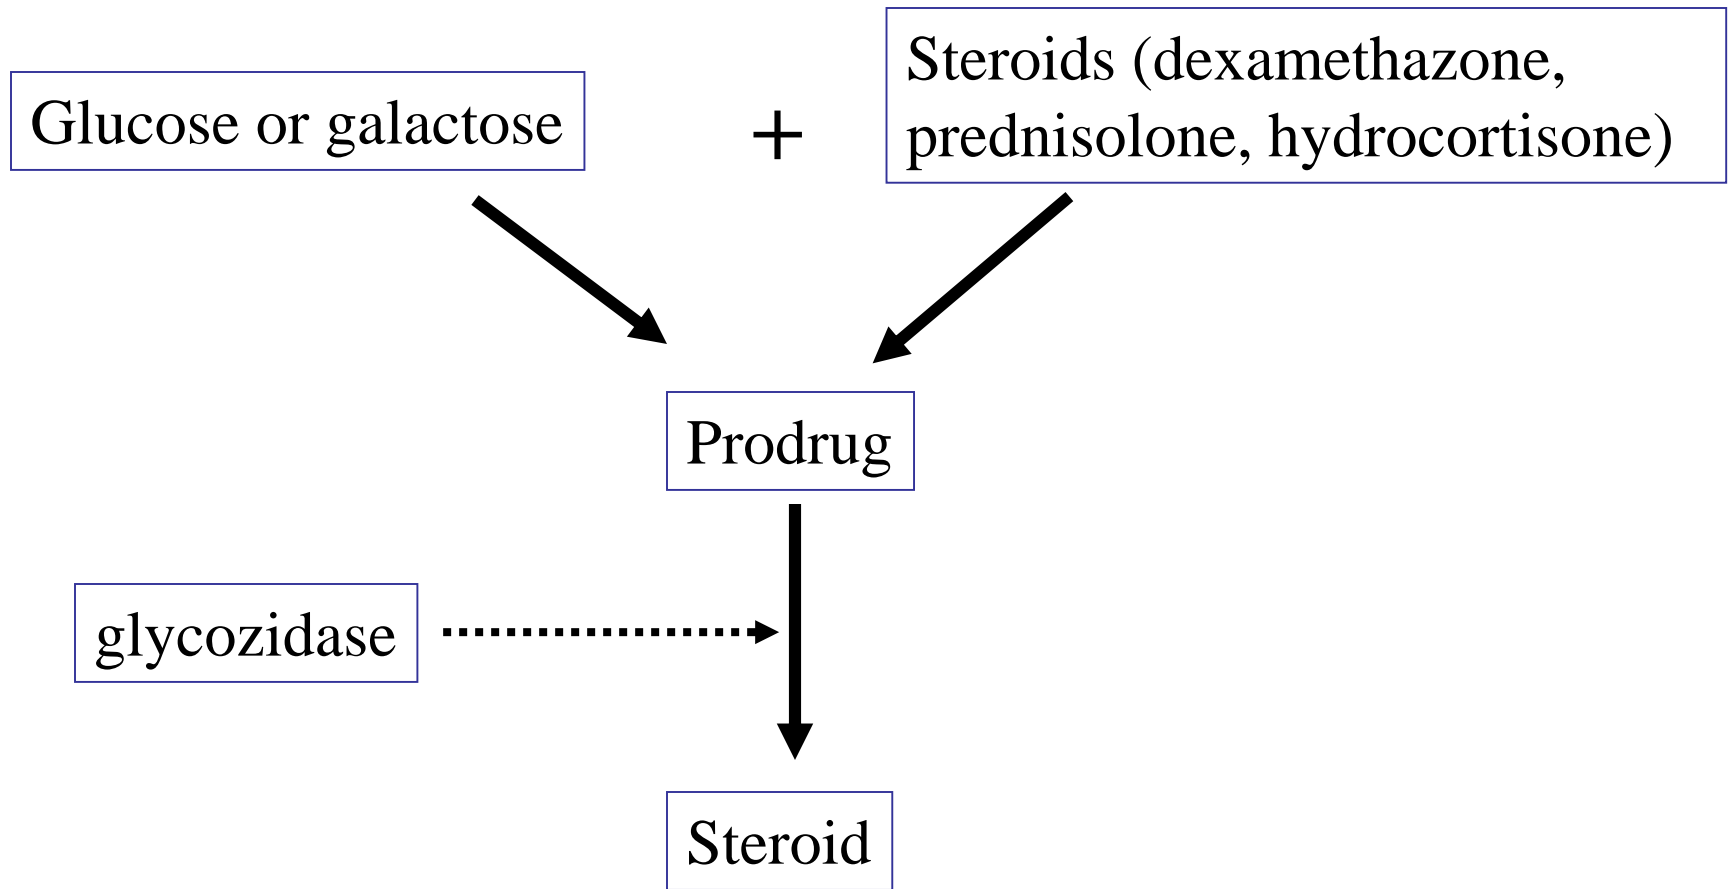 Glucose or galactose
+
Steroids (dexamethazone,
prednisolone, hydrocortisone)
Prodrug
glycozidase
Steroid